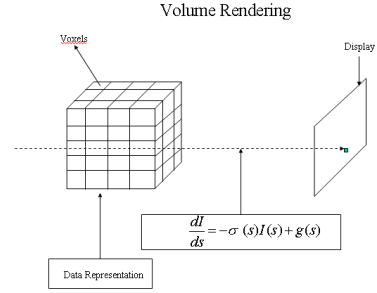 Volume Rendering
Voxels
Display
dI/ds = -σ (s)I(s) + g(s)
Data Representation